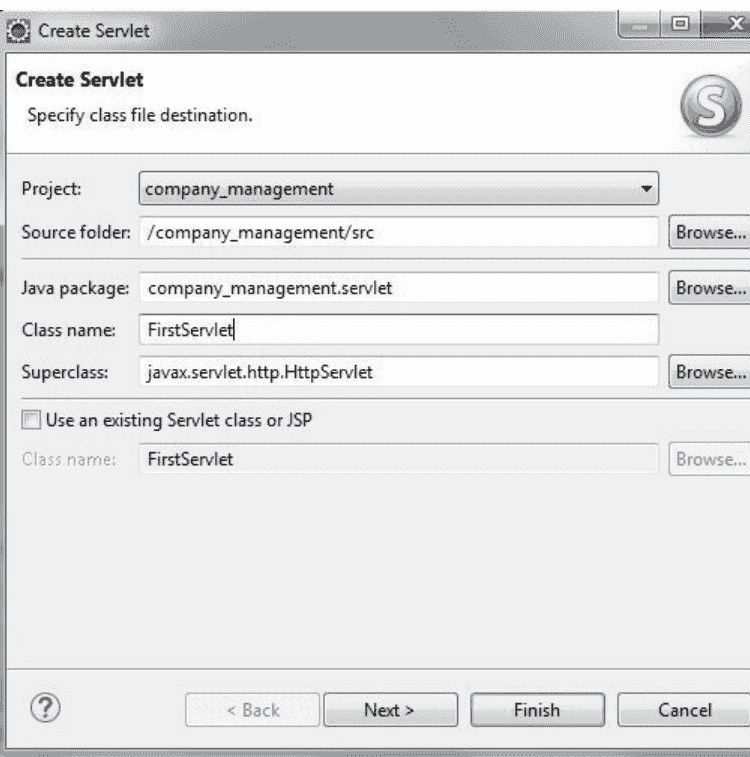 Create Servlet
Create Servlet
Specify class file destination.
S
Project: company_management
Source folder: /company_management/src Browse...
Java package: company_management.servlet Browse...
Class name: FirstServlet
Superclass: javax.servlet.http.HttpServlet Browse...
Use an existing Servlet class or JSP
Class name: FirstServlet Browse...
? < Back Next > Finish Cancel